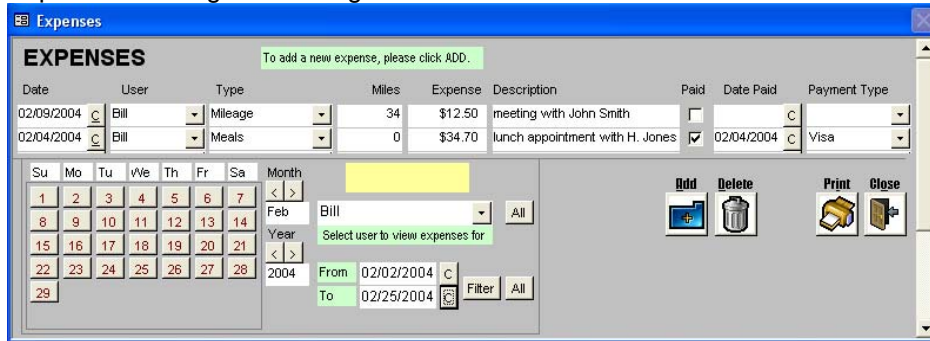 Expenses
EXPENSES
To add a new expense, please click ADD.
Date User Type Miles Expense Description Paid Date Paid Payment Type
02/09/2004 C Bill Mileage 34 $12.50 meeting with John Smith C
02/04/2004 C Bill Meals 0 $34.70 lunch appointment with H. Jones 02/04/2004 C Visa
Su Mo Tu We Th Fr Sa Month
1 2 3 4 5 6 7 < >
8 9 10 11 12 13 14 Feb Bill All
15 16 17 18 19 20 21 Year Select user to view expenses for
22 23 24 25 26 27 28 < >
29 2004 From 02/02/2004 C
To 02/25/2004 C Filter All
Add Delete Print Close